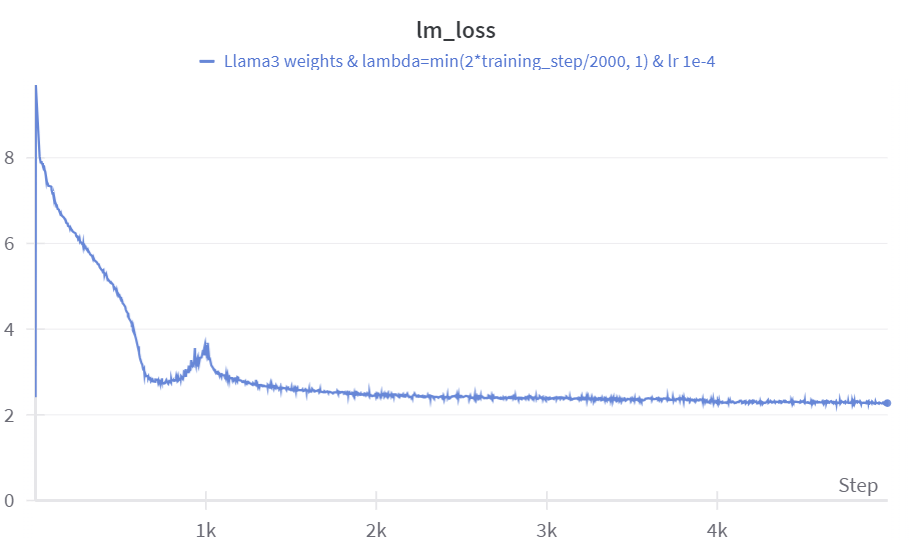 lm_loss
Llama3 weights & lambda=min(2*training_step/2000, 1) & lr 1e-4
8
6
4
2
0
Step
1k
2k
3k
4k